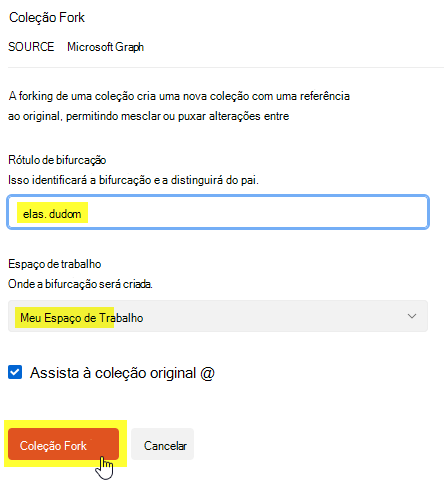 Coleção Fork
SOURCE Microsoft Graph
A forking de uma coleção cria uma nova coleção com uma referência
ao original, permitindo mesclar ou puxar alterações entre
Rótulo de bifurcação
Isso identificará a bifurcação e a distinguirá do pai.
elas. dudom
Espaço de trabalho
Onde a bifurcação será criada.
Meu Espaço de Trabalho
Assista à coleção original @
Coleção Fork Cancelar